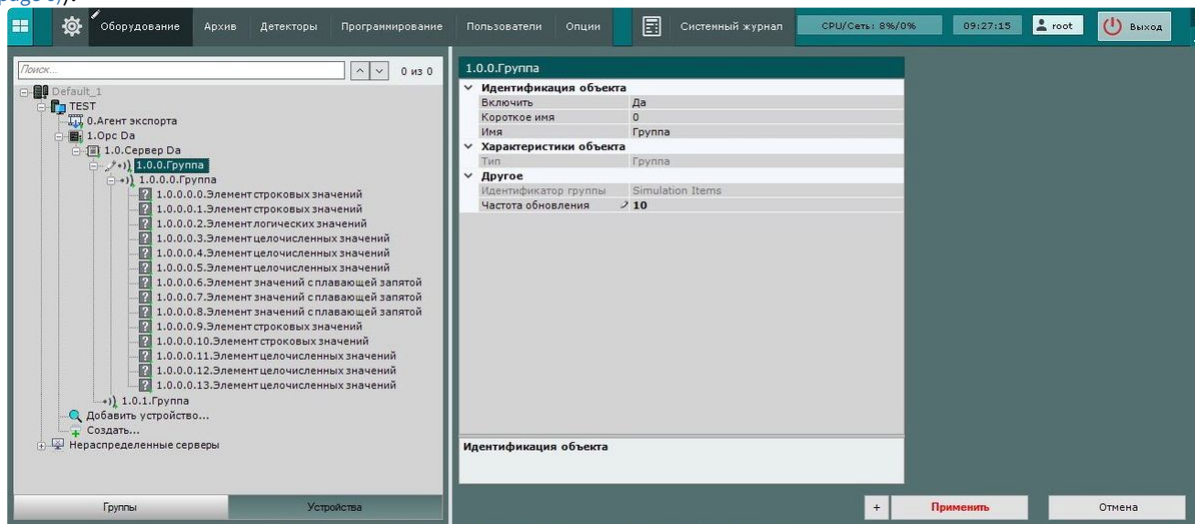 page 6).
Оборудование Архив Детекторы Программирование Пользователи Опции Системный журнал CPU/Сеть: 8%/0% 09:27:15 root Выход
Поиск... 0 из 0
Default_1
TEST
0.Агент экспорта
1.Opc Da
1.0.Сервер Da
1.0.0.Группа
1.0.0.0.Группа
1.0.0.0.0.Элемент строковых значений
1.0.0.0.1.Элемент строковых значений
1.0.0.0.2.Элемент логических значений
1.0.0.0.3.Элемент целочисленных значений
1.0.0.0.4.Элемент целочисленных значений
1.0.0.0.5.Элемент целочисленных значений
1.0.0.0.6.Элемент значений с плавающей запятой
1.0.0.0.7.Элемент значений с плавающей запятой
1.0.0.0.8.Элемент значений с плавающей запятой
1.0.0.0.9.Элемент строковых значений
1.0.0.0.10.Элемент строковых значений
1.0.0.0.11.Элемент целочисленных значений
1.0.0.0.12.Элемент целочисленных значений
1.0.0.0.13.Элемент целочисленных значений
1.0.1.Группа
Добавить устройство...
Создать...
Нераспределенные серверы
Группы Устройства
1.0.0.Группа
Идентификация объекта
Включить Да
Короткое имя 0
Имя Группа
Характеристики объекта
Тип Группа
Другое
Идентификатор группы Simulation Items
Частота обновления 10
Идентификация объекта
+ Применить Отмена